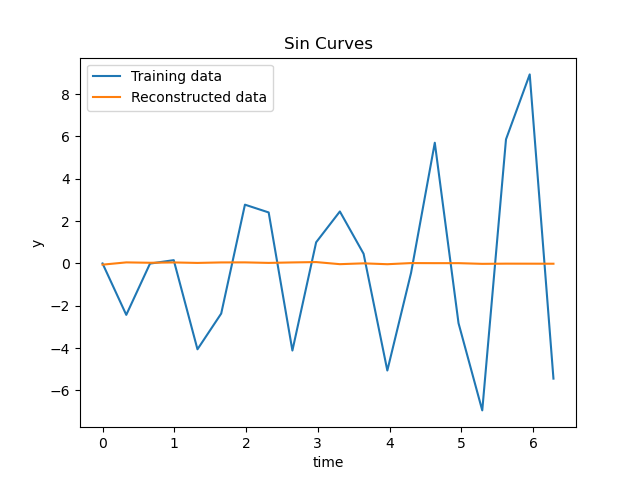 Sin Curves
Training data
Reconstructed data
8
6
4
2
0
−2
−4
−6
y
0 1 2 3 4 5 6
time